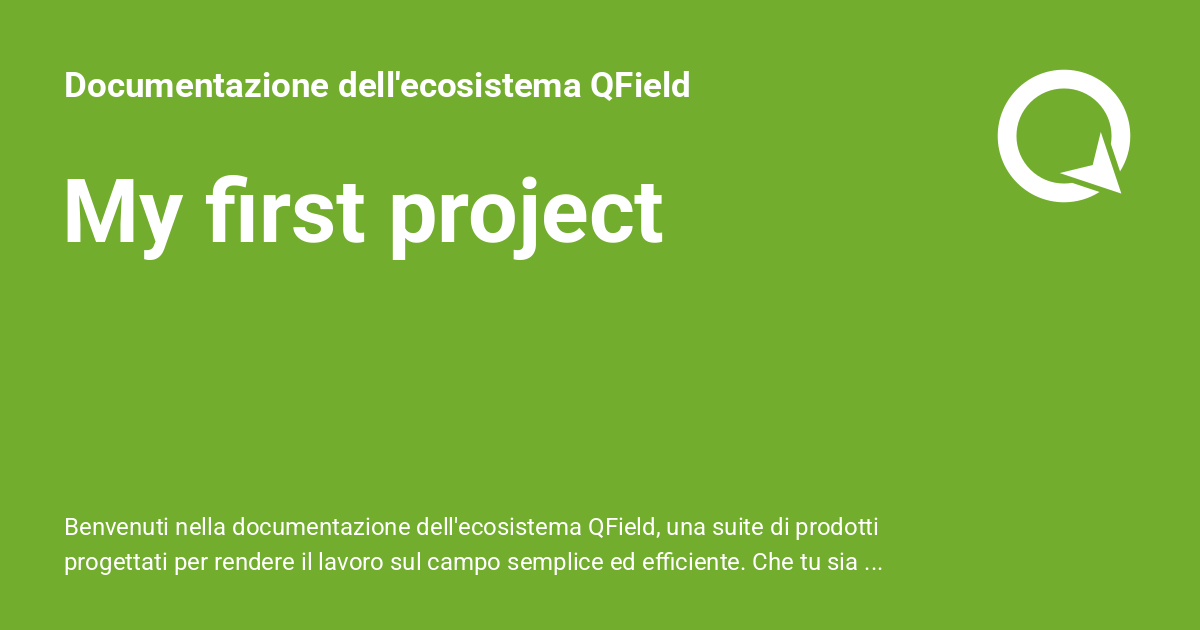 Documentazione dell'ecosistema QField
My first project
Benvenuti nella documentazione dell'ecosistema QField, una suite di prodotti
progettati per rendere il lavoro sul campo semplice ed efficiente. Che tu sia ...